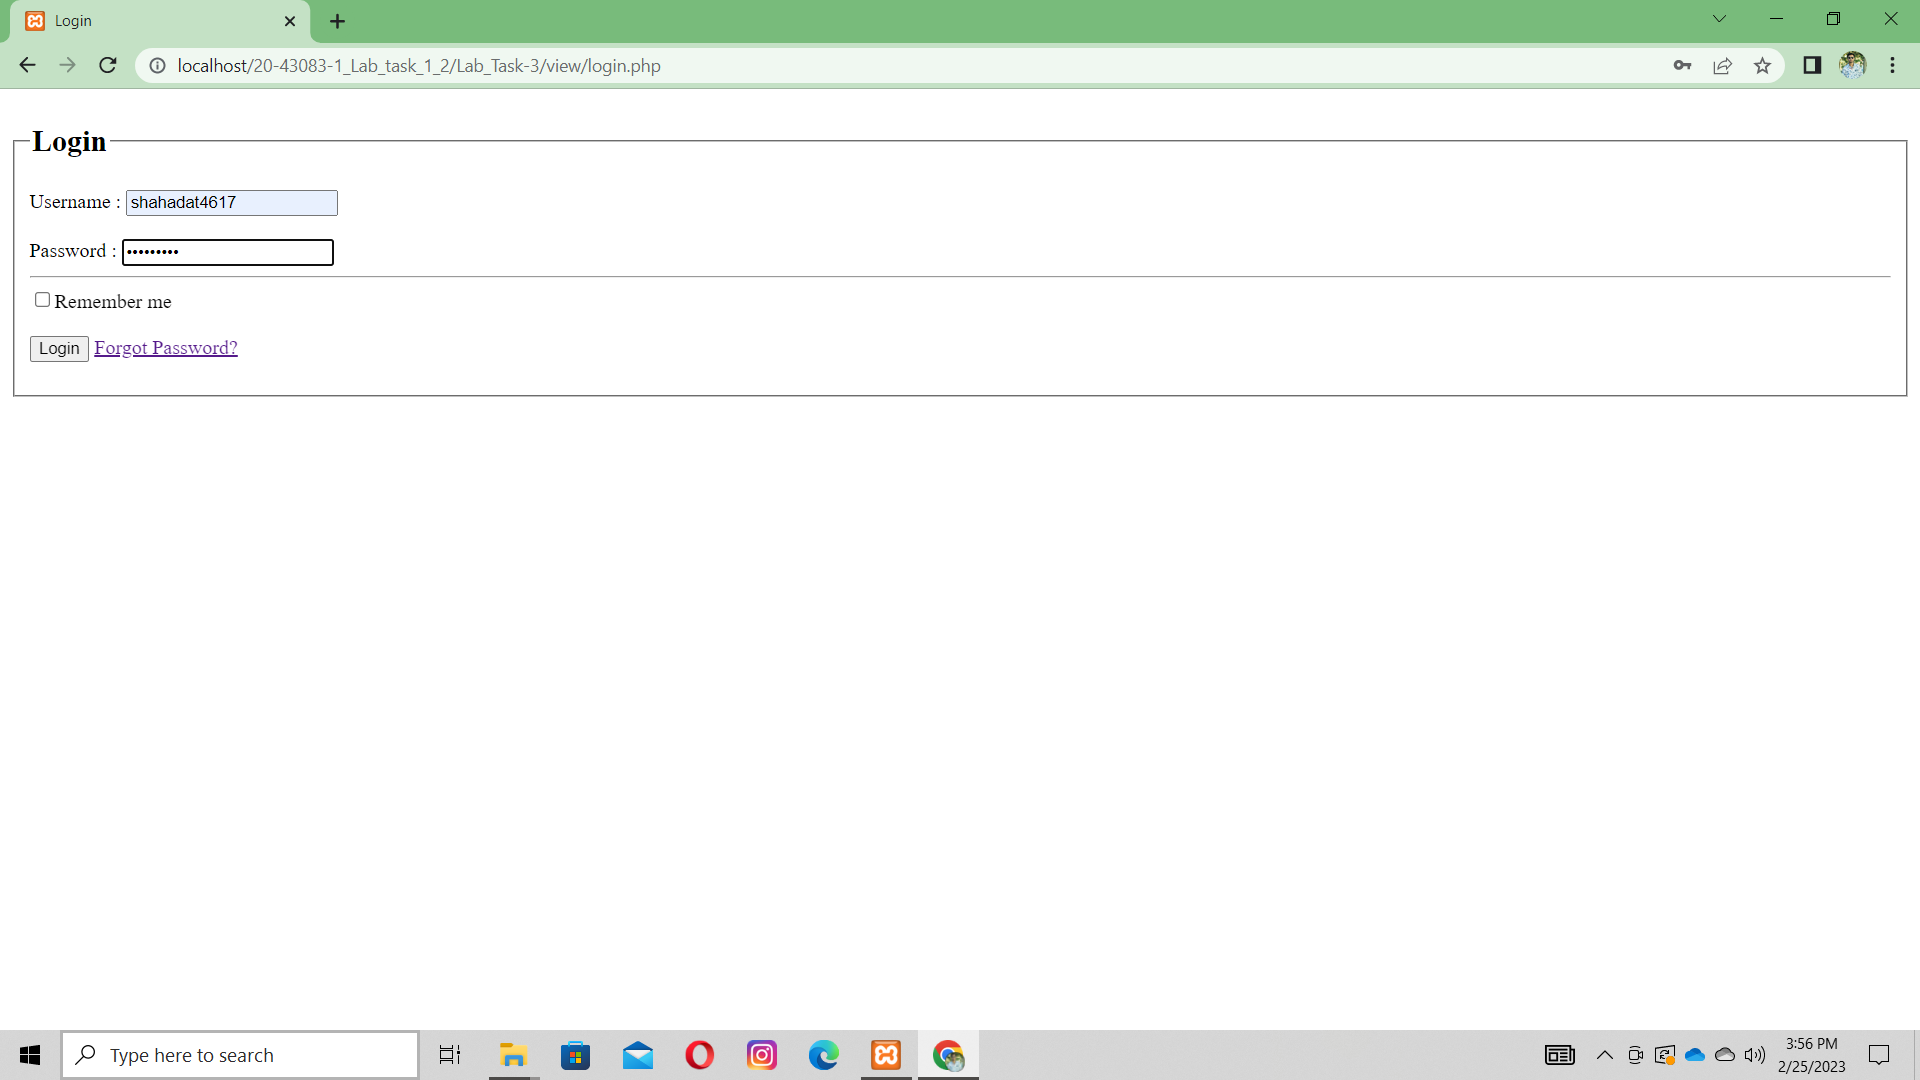 Login
localhost/20-43083-1_Lab_task_1_2/Lab_Task-3/view/login.php
Login
Username : shahadat4617
Password : •••••••••
Remember me
Login Forgot Password?
Type here to search
3:56 PM
2/25/2023